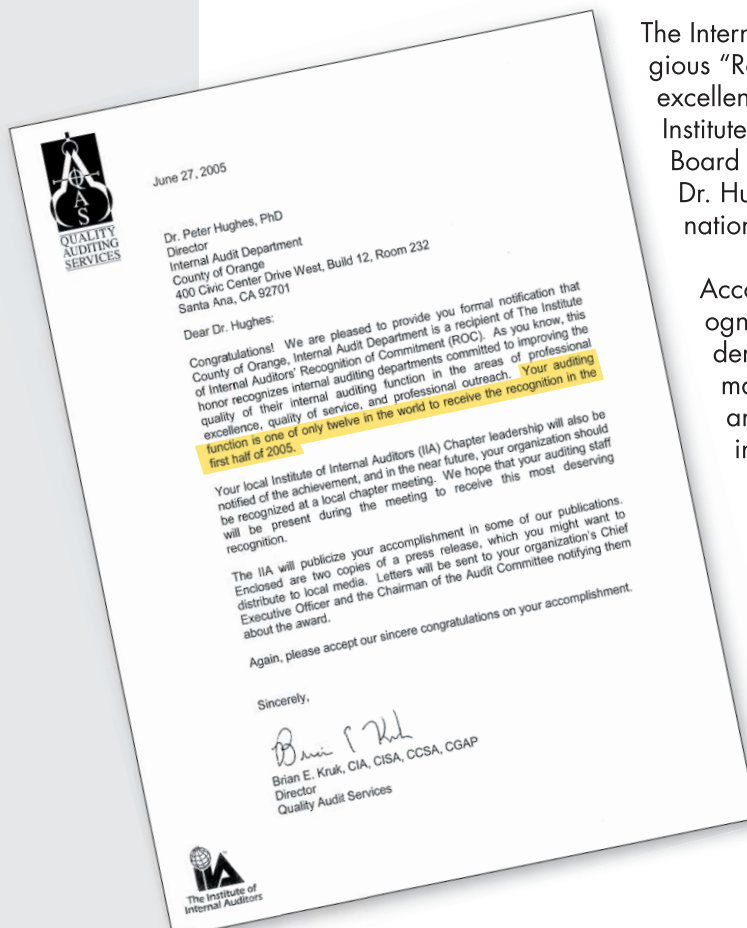 AQAS
QUALITY
AUDITING
SERVICES
June 27, 2005
Dr. Peter Hughes, PhD
Director
Internal Audit Department
County of Orange
400 Civic Center Drive West, Build 12, Room 232
Santa Ana, CA 92701
Dear Dr. Hughes:
Congratulations! We are pleased to provide you formal notification that
County of Orange, Internal Audit Department is a recipient of The Institute
of Internal Auditors' Recognition of Commitment (ROC). As you know, this
honor recognizes internal auditing departments committed to improving the
quality of their internal auditing function in the areas of professional
excellence, quality of service, and professional outreach. Your auditing
function is one of only twelve in the world to receive the recognition in the
first half of 2005.
Your local Institute of Internal Auditors (IIA) Chapter leadership will also be
notified of the achievement, and in the near future, your organization should
be recognized at a local chapter meeting. We hope that your auditing staff
will be present during the meeting to receive this most deserving
recognition.
The IIA will publicize your accomplishment in some of our publications.
Enclosed are two copies of a press release, which you might want to
distribute to local media. Letters will be sent to your organization's Chief
Executive Officer and the Chairman of the Audit Committee notifying them
about the award.
Again, please accept our sincere congratulations on your accomplishment.
Sincerely,
Brian E. Kruk, CIA, CISA, CCSA, CGAP
Director
Quality Audit Services
IIA
The Institute of
Internal Auditors
The Intern
gious "Re
excellen
Institute
Board
Dr. Hu
nation
Acco
ogn
der
ma
an
in